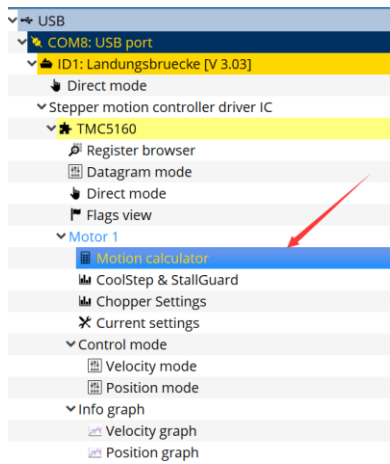 USB
COM8: USB port
ID1: Landungsbruecke [V 3.03]
Direct mode
Stepper motion controller driver IC
TMC5160
Register browser
Datagram mode
Direct mode
Flags view
Motor 1
Motion calculator
CoolStep & StallGuard
Chopper Settings
Current settings
Control mode
Velocity mode
Position mode
Info graph
Velocity graph
Position graph